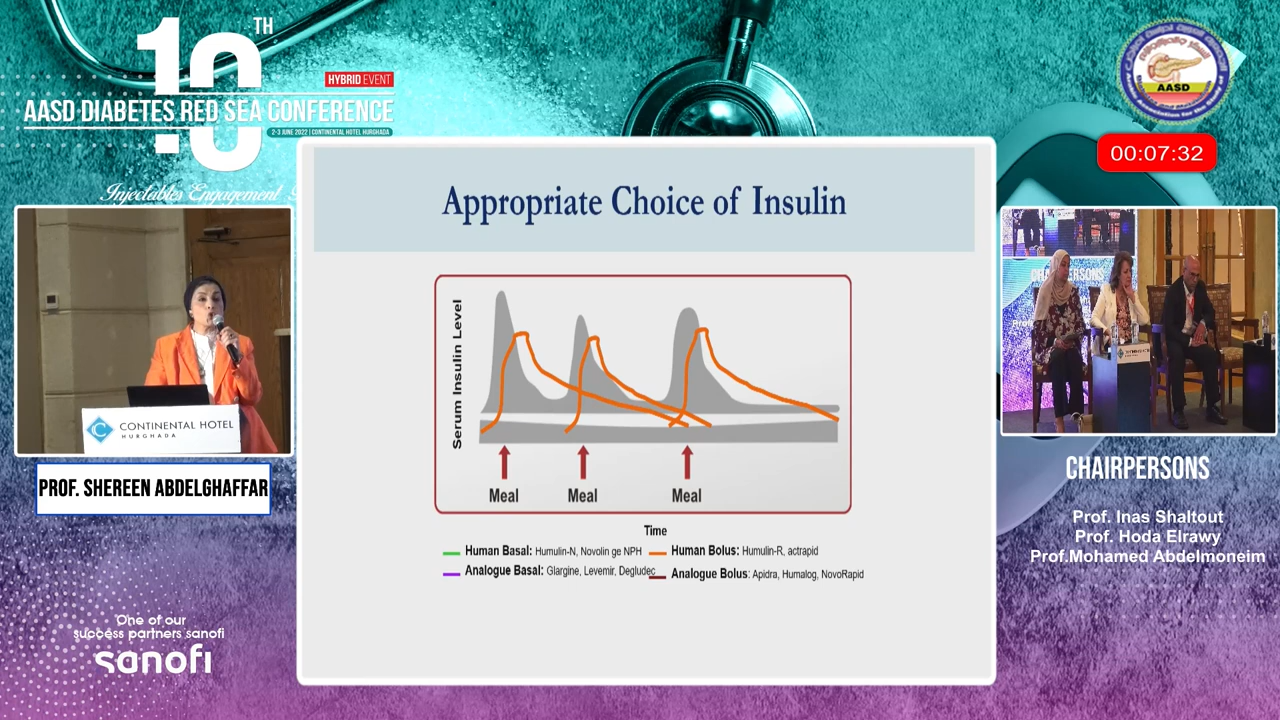 10TH
HYBRID EVENT
AASD DIABETES RED SEA CONFERENCE
2-3 JUNE 2022 | CONTINENTAL HOTEL HURGHADA
Injectables Engagement
AASD
00:07:32
Appropriate Choice of Insulin
Serum Insulin Level
Meal
Meal
Meal
Time
Human Basal: Humulin-N, Novolin ge NPH
Human Bolus: Humulin-R, actrapid
Analogue Basal: Glargine, Levemir, Degludec
Analogue Bolus: Apidra, Humalog, NovoRapid
CONTINENTAL HOTEL
HURGHADA
PROF. SHEREEN ABDELGHAFFAR
One of our
success partners sanofi
sanofi
CHAIRPERSONS
Prof. Inas Shaltout
Prof. Hoda Elrawy
Prof.Mohamed Abdelmoneim